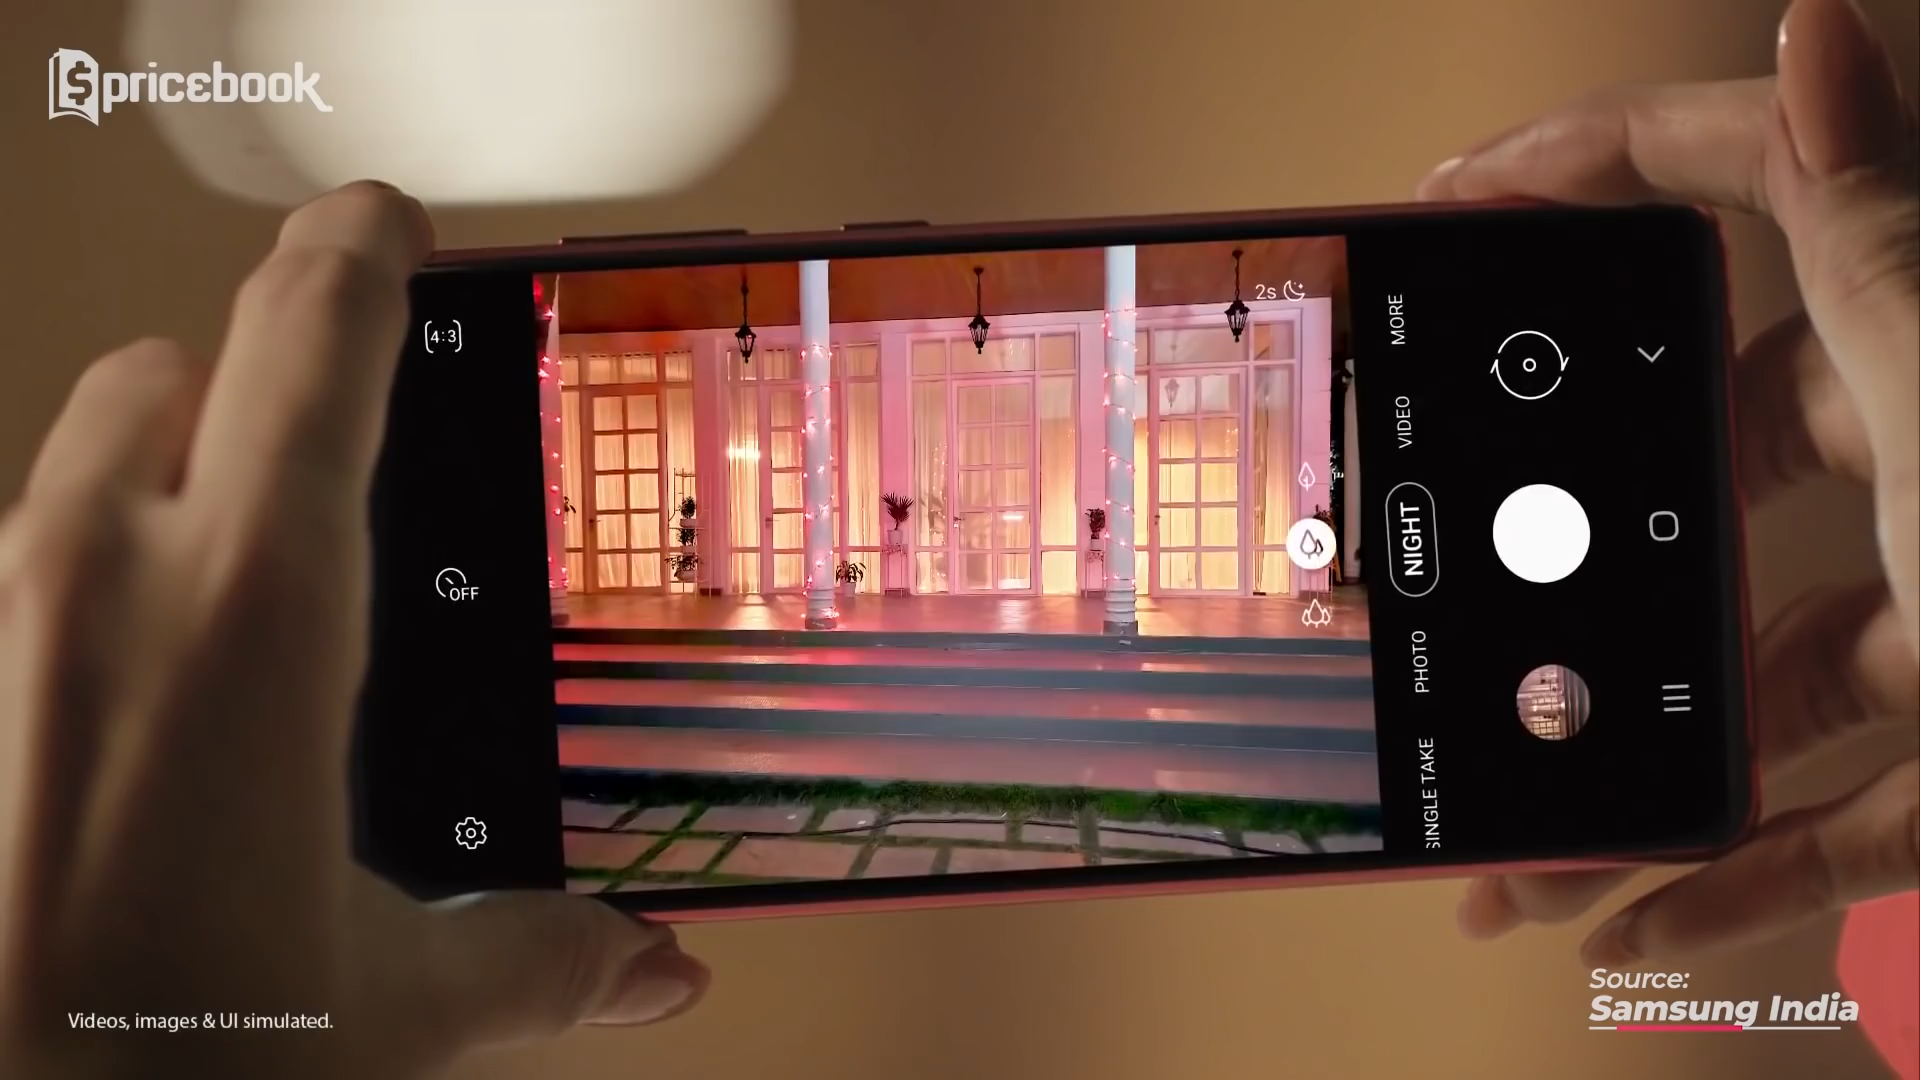 pricebook
4:3
2s
MORE
VIDEO
NIGHT
PHOTO
SINGLE TAKE
OFF
Videos, images & UI simulated.
Source:
Samsung India